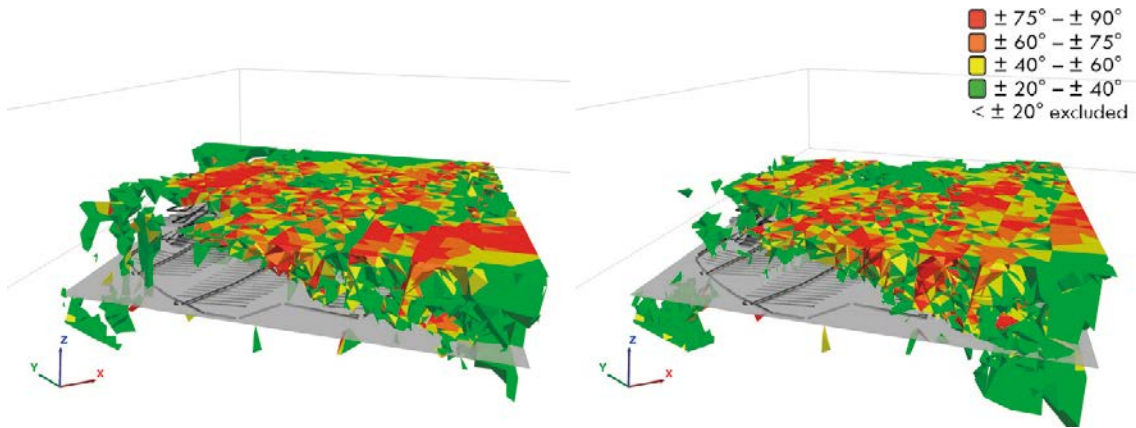 ± 75° – ± 90°
± 60° – ± 75°
± 40° – ± 60°
± 20° – ± 40°
< ± 20° excluded
Z
Y
X
Z
Y
X